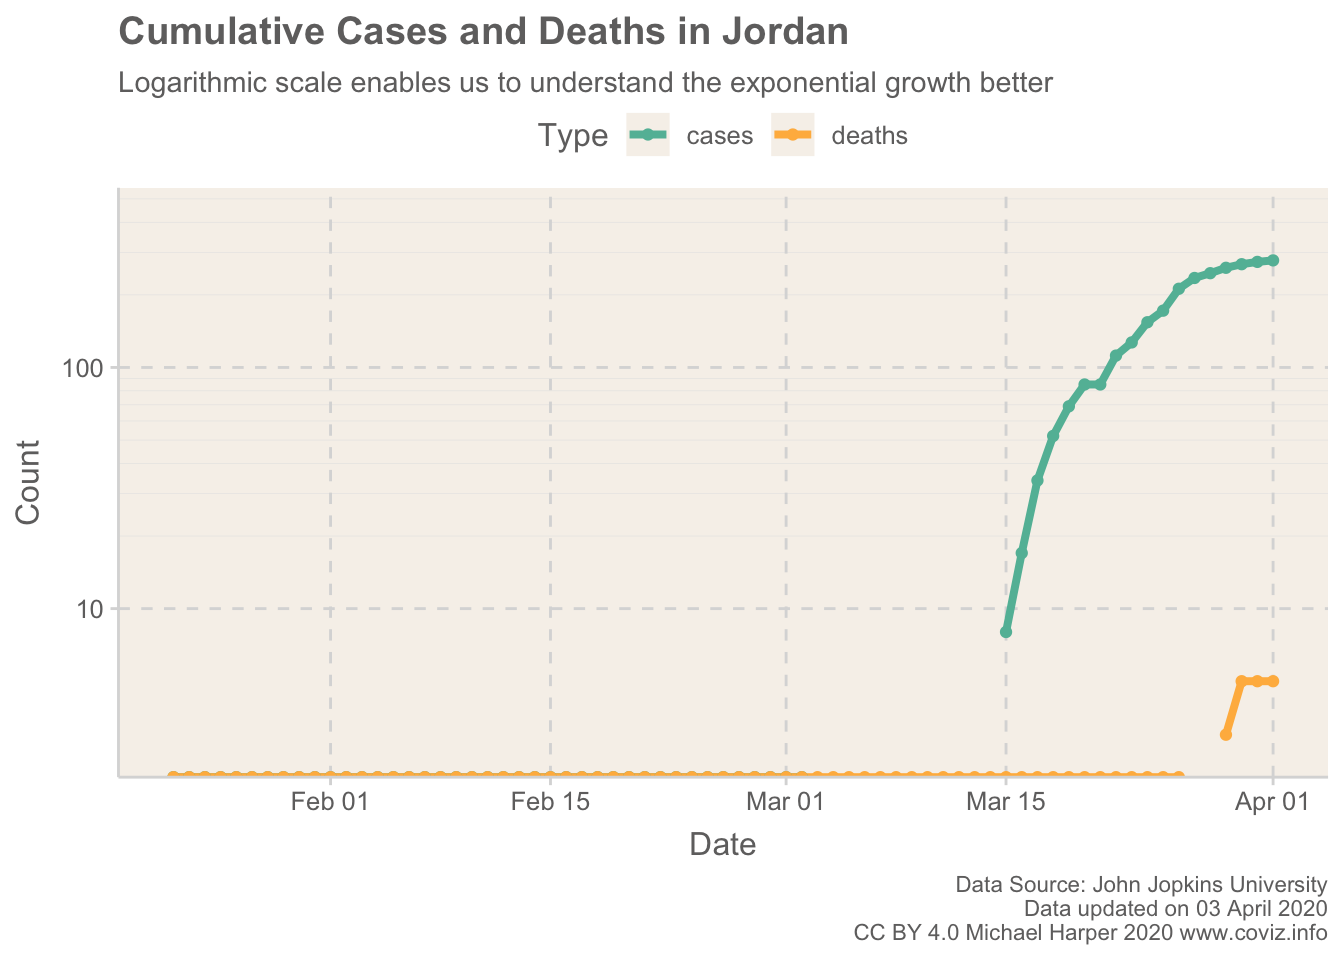 Cumulative Cases and Deaths in Jordan
Logarithmic scale enables us to understand the exponential growth better
Type cases deaths
100
10
Count
Feb 01 Feb 15 Mar 01 Mar 15 Apr 01
Date
Data Source: John Jopkins University
Data updated on 03 April 2020
CC BY 4.0 Michael Harper 2020 www.coviz.info